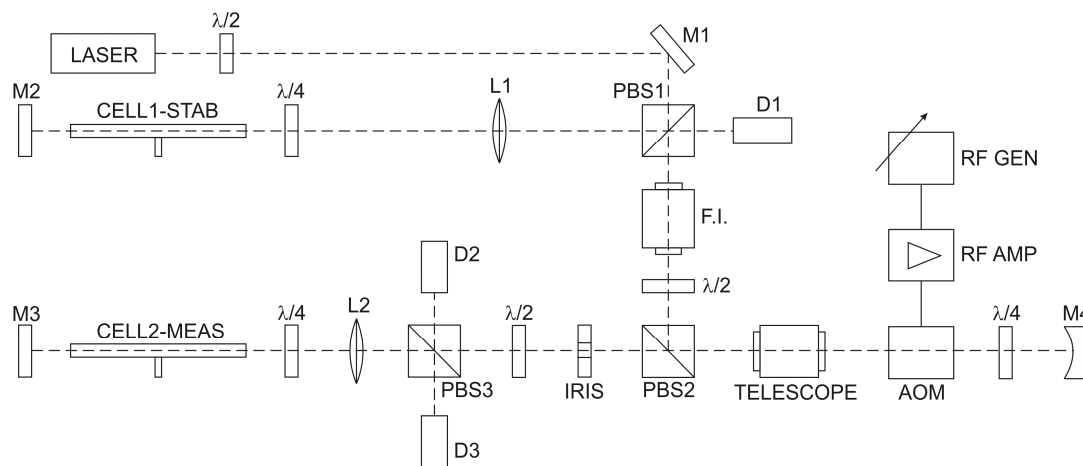 λ/2
M1
LASER
M2
CELL1-STAB
λ/4
L1
PBS1
D1
RF GEN
F.I.
D2
RF AMP
λ/2
M3
CELL2-MEAS
λ/4
L2
λ/2
λ/4
M4
PBS3
IRIS
PBS2
TELESCOPE
AOM
D3